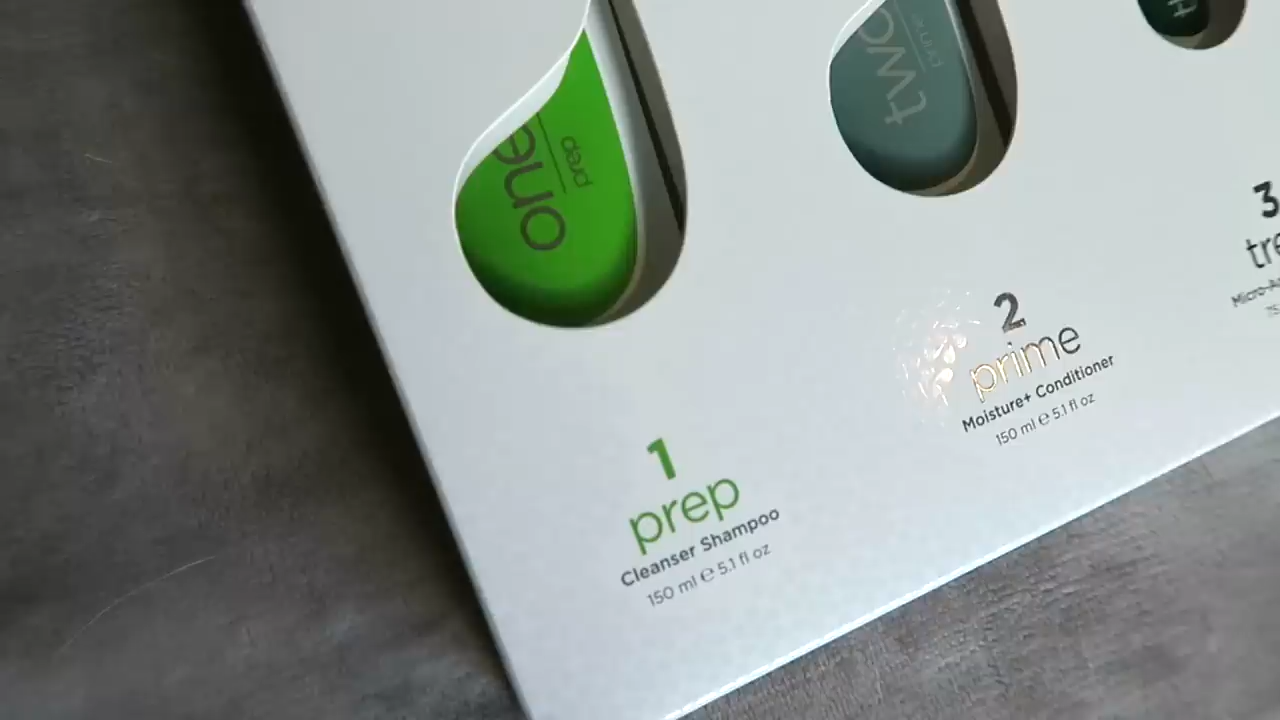 one
prep
two
prime
1
prep
Cleanser Shampoo
150 ml e 5.1 fl oz
2
prime
Moisture+ Conditioner
150 ml e 5.1 fl oz
3